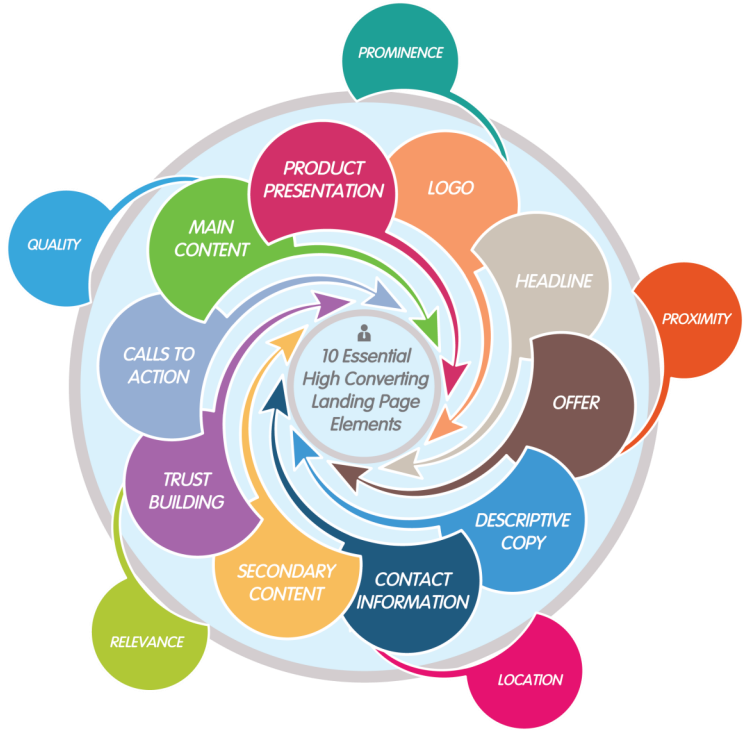 PROMINENCE
PRODUCT
PRESENTATION
LOGO
MAIN
CONTENT
QUALITY
HEADLINE
PROXIMITY
CALLS TO
ACTION
10 Essential
High Converting
Landing Page
Elements
OFFER
TRUST
BUILDING
DESCRIPTIVE
COPY
SECONDARY
CONTENT
CONTACT
INFORMATION
RELEVANCE
LOCATION